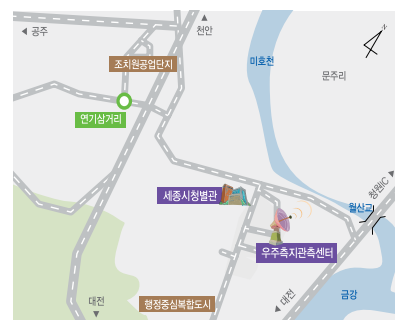 공주
천안
N
조치원공업단지
미호천
문주리
연기삼거리
청원IC
세종시청별관
월산교
우주측지관측센터
대전
행정중심복합도시
대전
금강